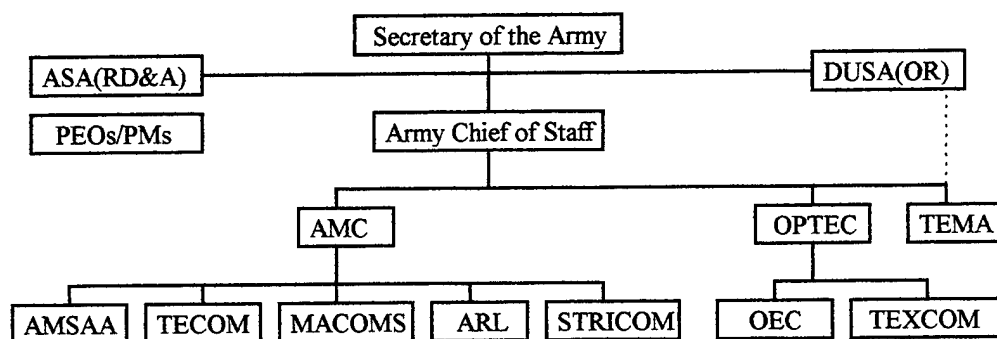 Secretary of the Army
ASA(RD&A)
DUSA(OR)
PEOs/PMs
Army Chief of Staff
AMC
OPTEC
TEMA
AMSAA
TECOM
MACOMS
ARL
STRICOM
OEC
TEXCOM